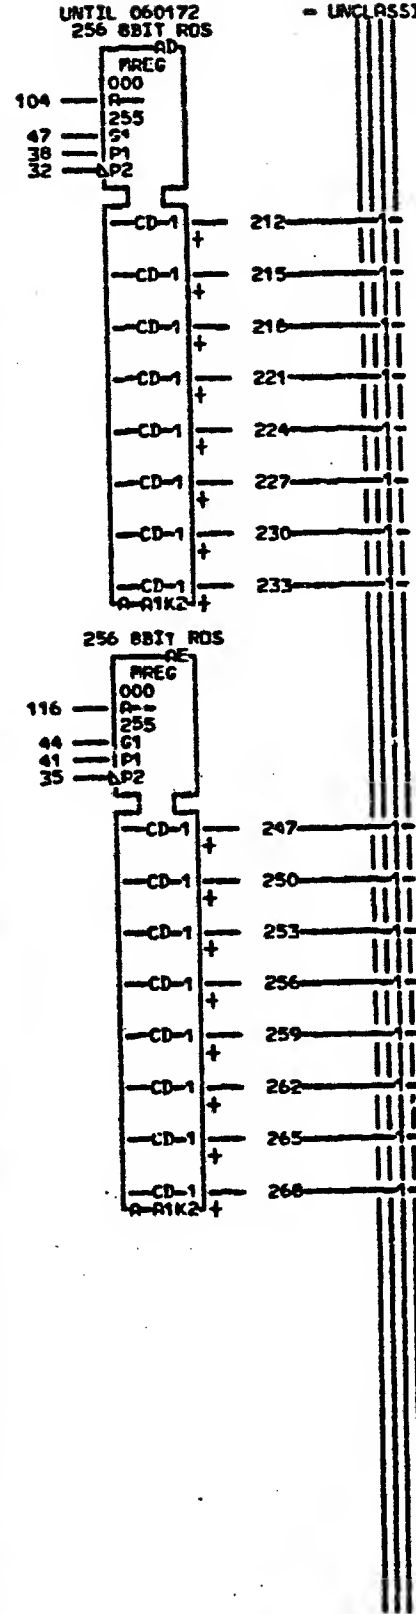 UNTIL 060172 - UNCLASSI
256 8BIT ROS
AD
MREG
000
104 A--
255
47 G1
38 P1
32 P2
CD-1 + 212
CD-1 + 215
CD-1 + 218
CD-1 + 221
CD-1 + 224
CD-1 + 227
CD-1 + 230
CD-1 + 233
A-A1K2
256 8BIT ROS
AE
MREG
000
116 A--
255
44 G1
41 P1
35 P2
CD-1 + 247
CD-1 + 250
CD-1 + 253
CD-1 + 256
CD-1 + 259
CD-1 + 262
CD-1 + 265
CD-1 + 268
A-A1K2